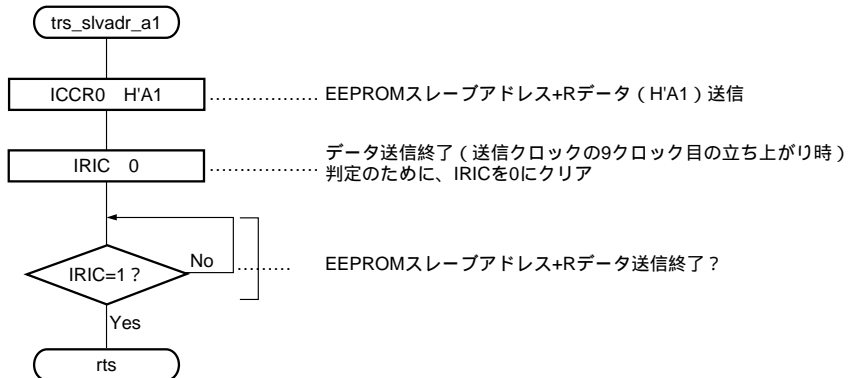 trs_slvadr_a1
ICCR0 H'A1
EEPROMスレーブアドレス+Rデータ(H'A1)送信
IRIC 0
データ送信終了(送信クロックの9クロック目の立ち上がり時)
判定のために、IRICを0にクリア
IRIC=1?
No
EEPROMスレーブアドレス+Rデータ送信終了?
Yes
rts